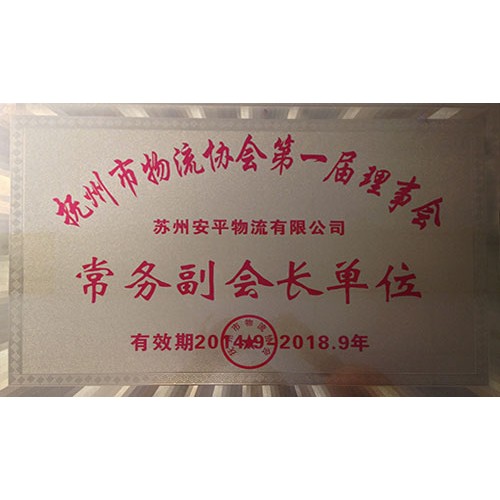 抚州市物流协会第一届理事会
苏州安平物流有限公司
常务副会长单位
有效期2014.9-2018.9年